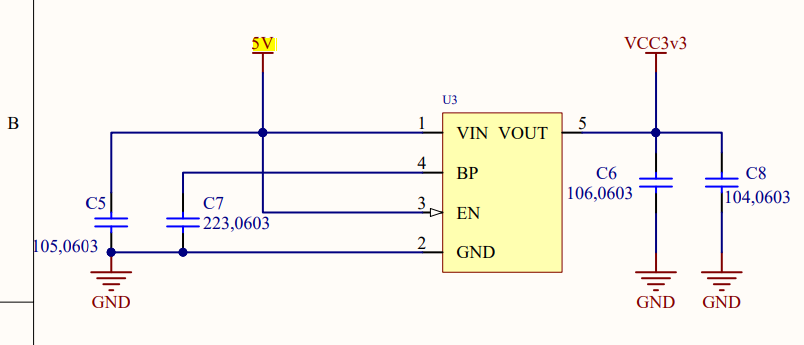 5V
VCC3v3
U3
B
1
VIN
VOUT
5
4
BP
C6
106,0603
C8
104,0603
C5
105,0603
C7
223,0603
3
EN
2
GND
GND
GND
GND